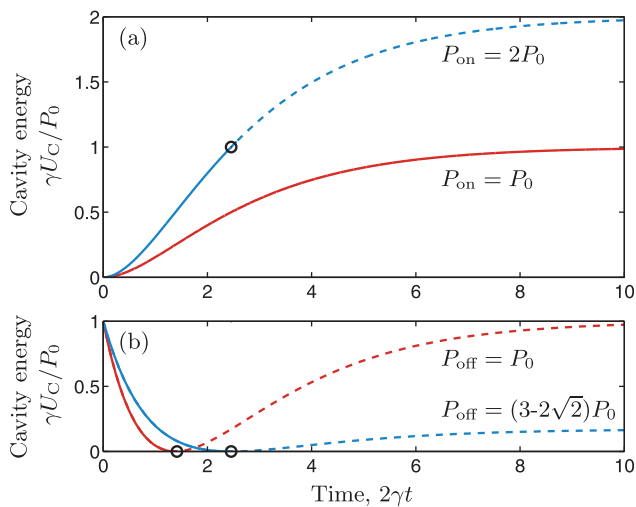 (a)
2
1.5
1
0.5
0
Cavity energy
γU_C/P_0
P_on = 2P_0
P_on = P_0
0 2 4 6 8 10
(b)
1
0.5
0
Cavity energy
γU_C/P_0
P_off = P_0
P_off = (3-2√2)P_0
0 2 4 6 8 10
Time, 2γt